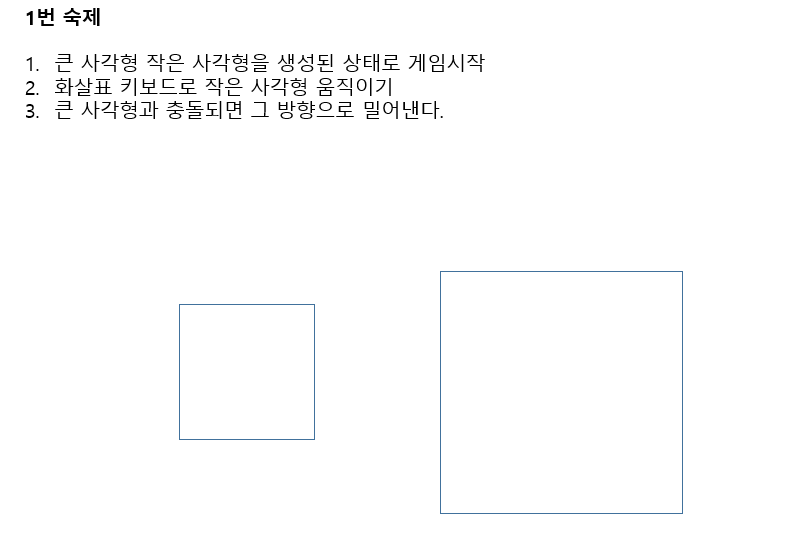 1번 숙제
1. 큰 사각형 작은 사각형을 생성된 상태로 게임시작
2. 화살표 키보드로 작은 사각형 움직이기
3. 큰 사각형과 충돌되면 그 방향으로 밀어낸다.